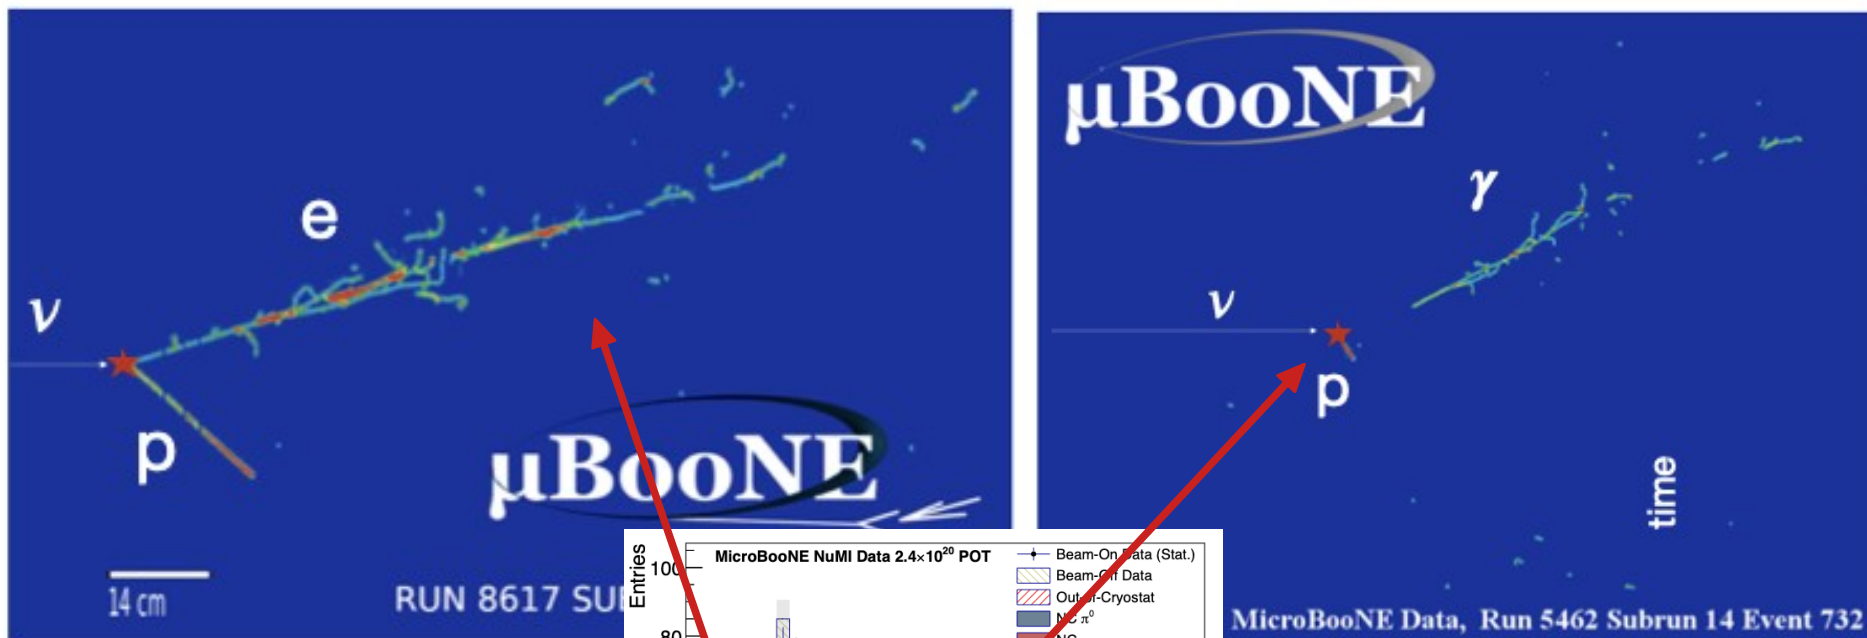 μBooNE
e
γ
ν
ν
p
p
μBooNE
time
14 cm
RUN 8617
Entries
100
80
MicroBooNE NuMI Data 2.4×10²⁰ POT
Beam-On Data (Stat.)
Beam-Off Data
Out-of-Cryostat
NC π⁰
NC
MicroBooNE Data, Run 5462 Subrun 14 Event 732